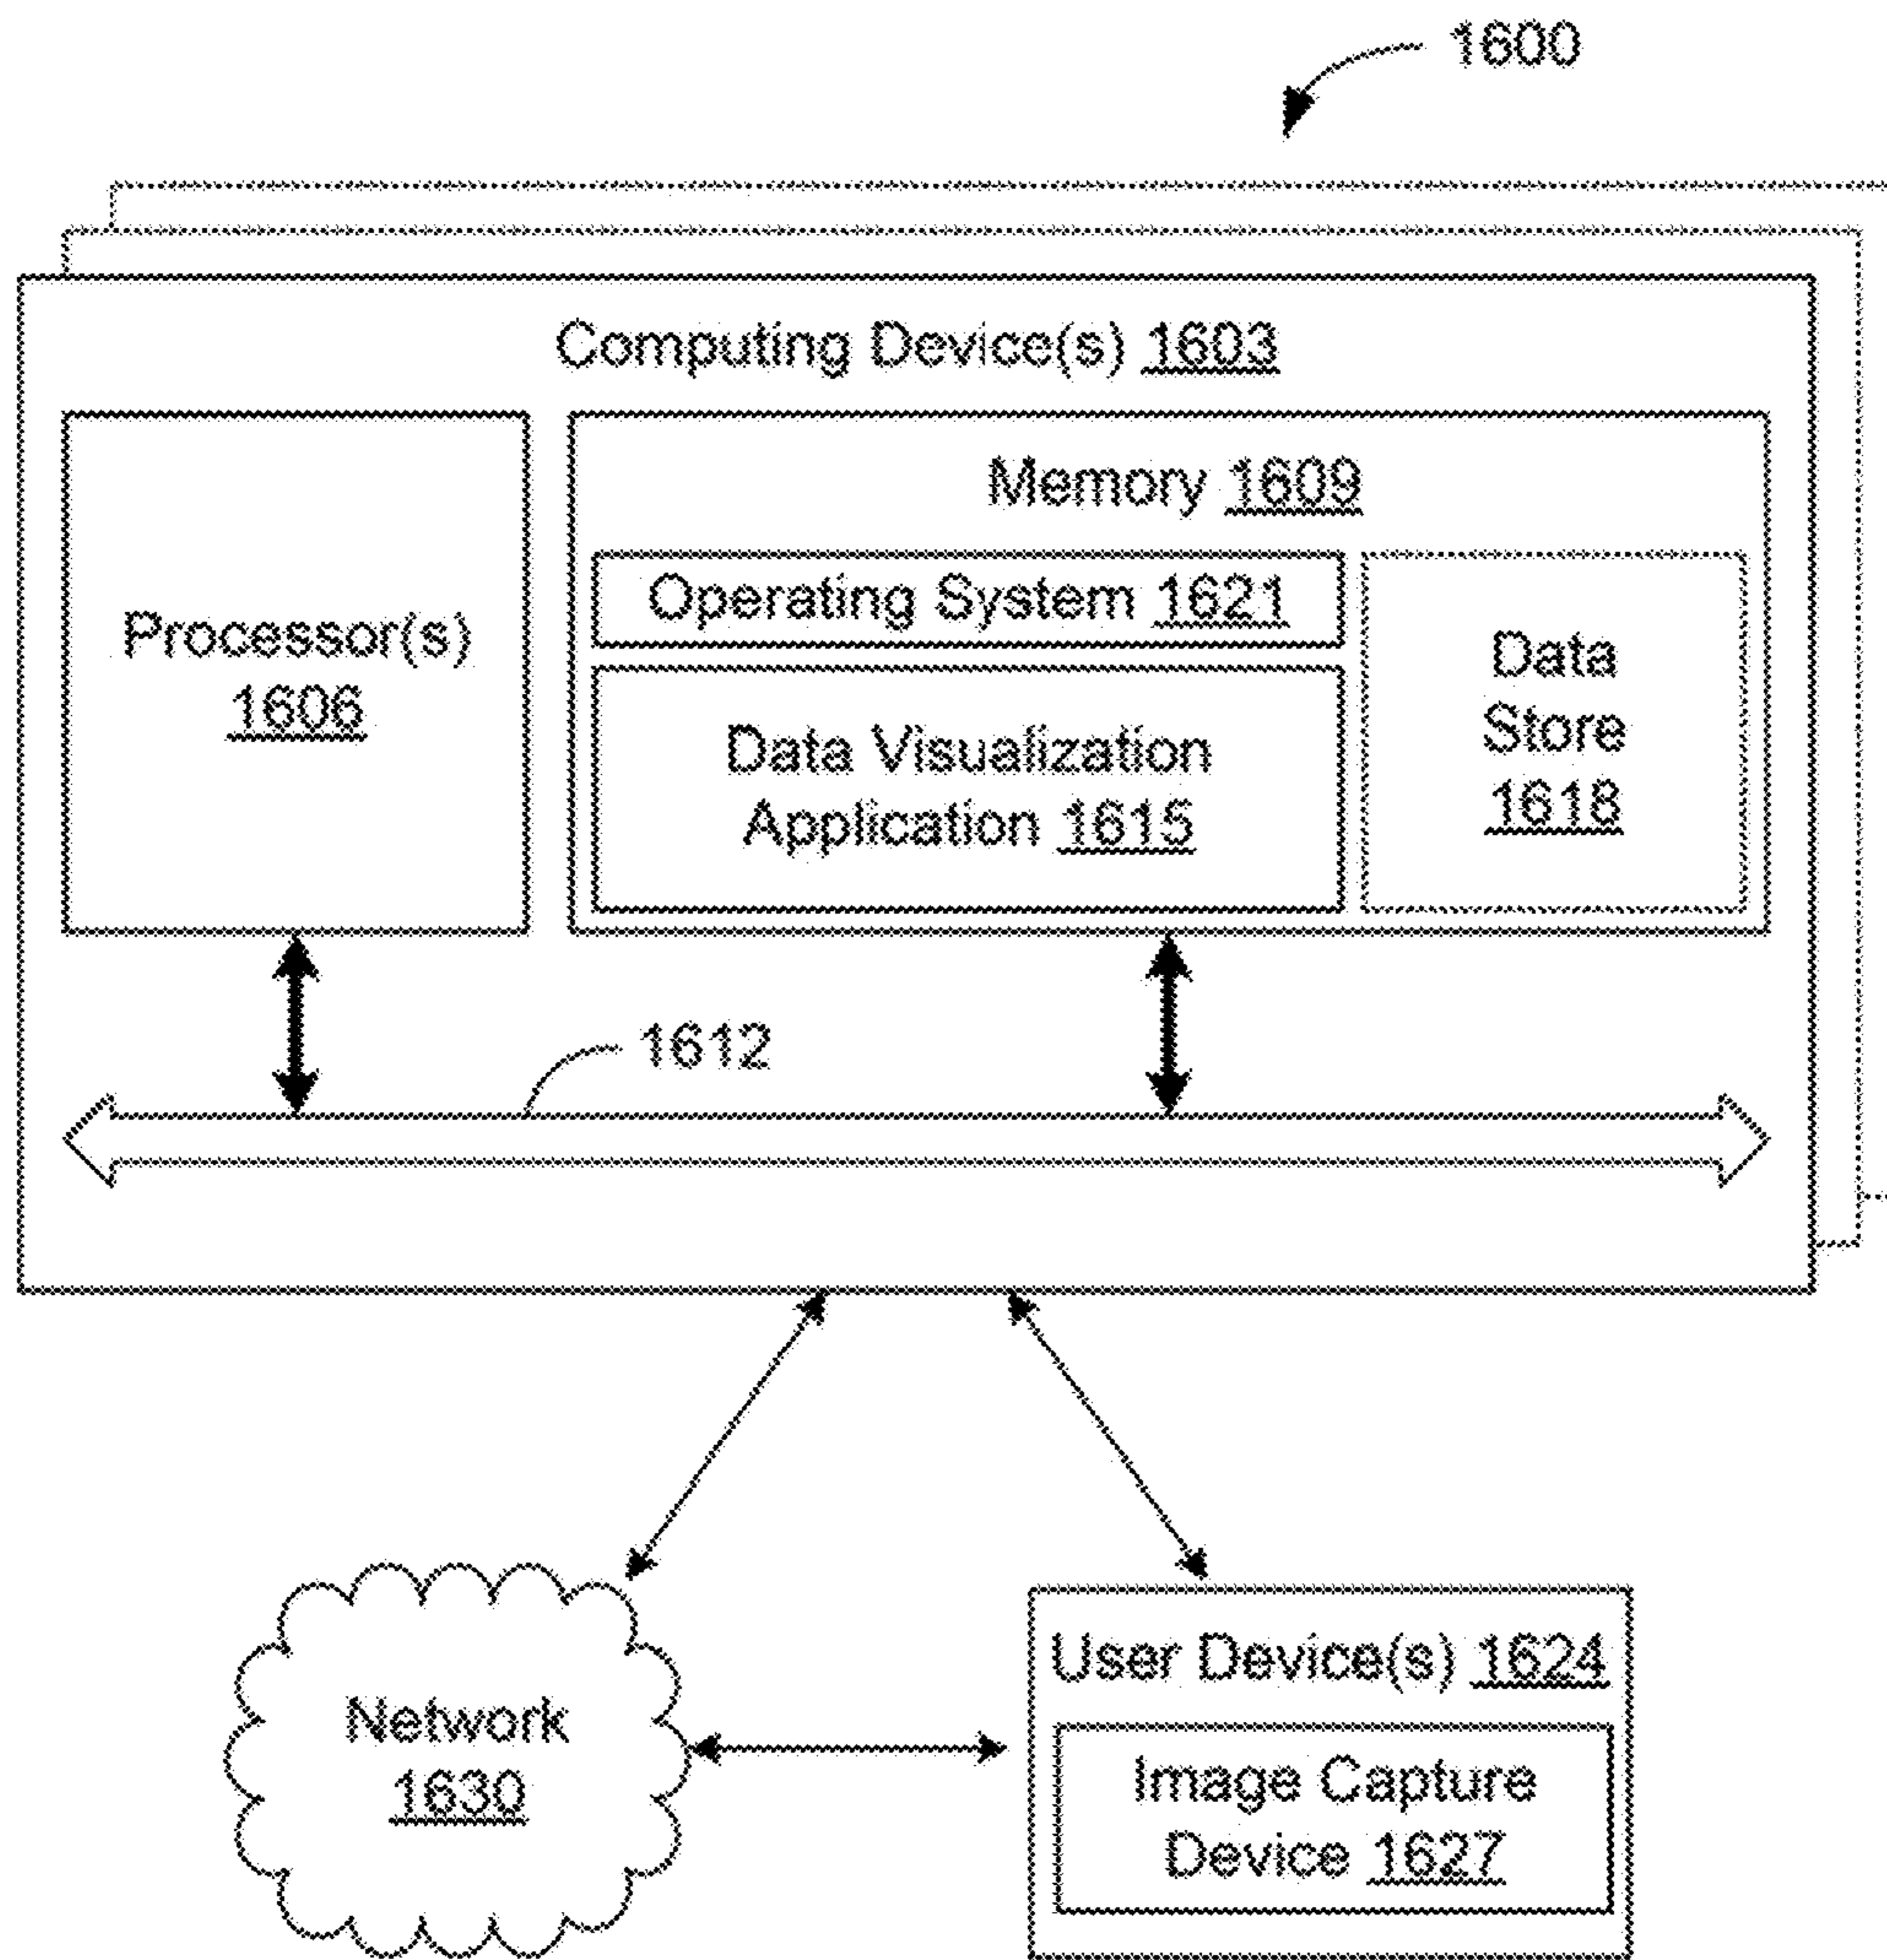 1600
Computing Device(s) 1603
Processor(s)
1606
Memory 1609
Operating System 1621
Data Visualization
Application 1615
Data
Store
1618
1612
Network
1630
User Device(s) 1624
Image Capture
Device 1627